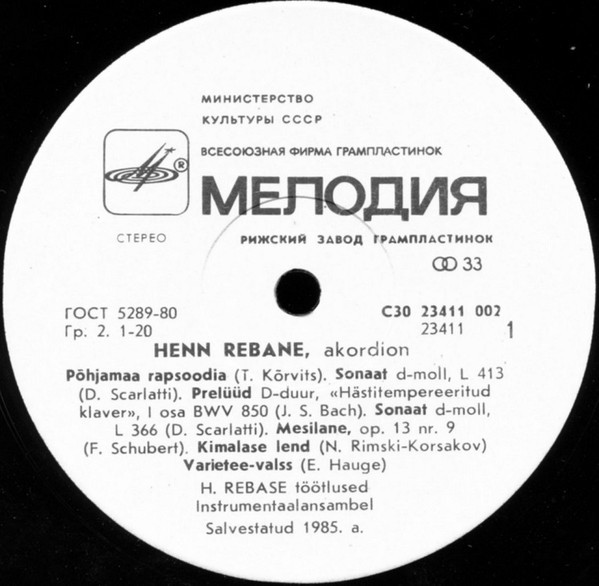 МИНИСТЕРСТВО
КУЛЬТУРЫ СССР
ВСЕСОЮЗНАЯ ФИРМА ГРАМПЛАСТИНОК
®
МЕЛОДИЯ
СТЕРЕО
РИЖСКИЙ ЗАВОД ГРАМПЛАСТИНОК
33
ГОСТ 5289-80
С30 23411 002
Гр. 2. 1-20
23411
1
HENN REBANE, akordion
Põhjamaa rapsoodia (T. Kõrvits). Sonaat d-moll, L 413
(D. Scarlatti). Prelüüd D-duur, «Hästitempereeritud
klaver», I osa BWV 850 (J. S. Bach). Sonaat d-moll,
L 366 (D. Scarlatti). Mesilane, op. 13 nr. 9
(F. Schubert). Kimalase lend (N. Rimski-Korsakov)
Varietee-valss (E. Hauge)
H. REBASE töötlused
Instrumentaalansambel
Salvestatud 1985. a.